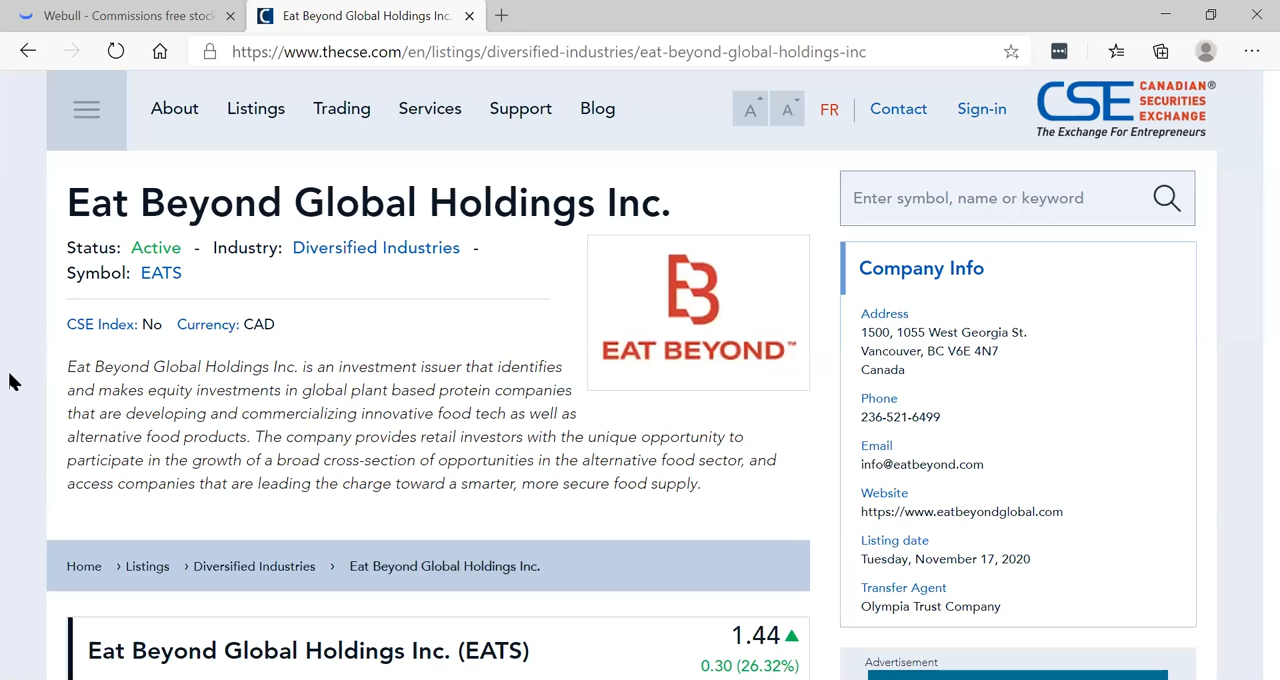 Webull - Commissions free stoc
Eat Beyond Global Holdings Inc.
https://www.thecse.com/en/listings/diversified-industries/eat-beyond-global-holdings-inc
About Listings Trading Services Support Blog
A A FR Contact Sign-in
CSE CANADIAN SECURITIES EXCHANGE®
The Exchange For Entrepreneurs
Eat Beyond Global Holdings Inc.
Status: Active - Industry: Diversified Industries -
Symbol: EATS
CSE Index: No Currency: CAD
B
EAT BEYOND™
Eat Beyond Global Holdings Inc. is an investment issuer that identifies
and makes equity investments in global plant based protein companies
that are developing and commercializing innovative food tech as well as
alternative food products. The company provides retail investors with the unique opportunity to
participate in the growth of a broad cross-section of opportunities in the alternative food sector, and
access companies that are leading the charge toward a smarter, more secure food supply.
Home › Listings › Diversified Industries › Eat Beyond Global Holdings Inc.
Eat Beyond Global Holdings Inc. (EATS)
1.44
0.30 (26.32%)
Enter symbol, name or keyword
Company Info
Address
1500, 1055 West Georgia St.
Vancouver, BC V6E 4N7
Canada
Phone
236-521-6499
Email
info@eatbeyond.com
Website
https://www.eatbeyondglobal.com
Listing date
Tuesday, November 17, 2020
Transfer Agent
Olympia Trust Company
Advertisement